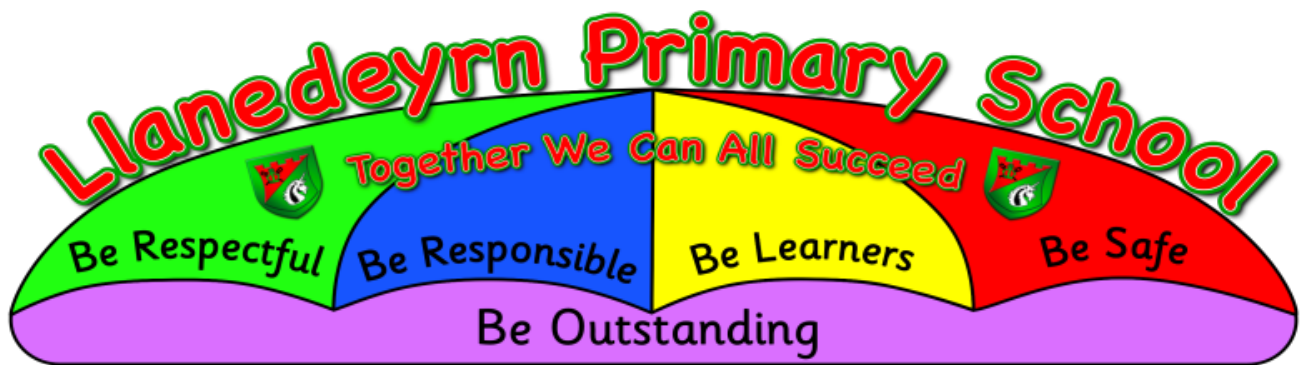 Llanedeyrn Primary School
Together We Can All Succeed
Be Respectful
Be Responsible
Be Learners
Be Safe
Be Outstanding